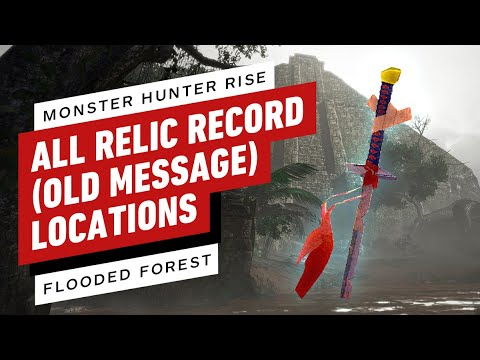 MONSTER HUNTER RISE
ALL RELIC RECORD
(OLD MESSAGE)
LOCATIONS
FLOODED FOREST